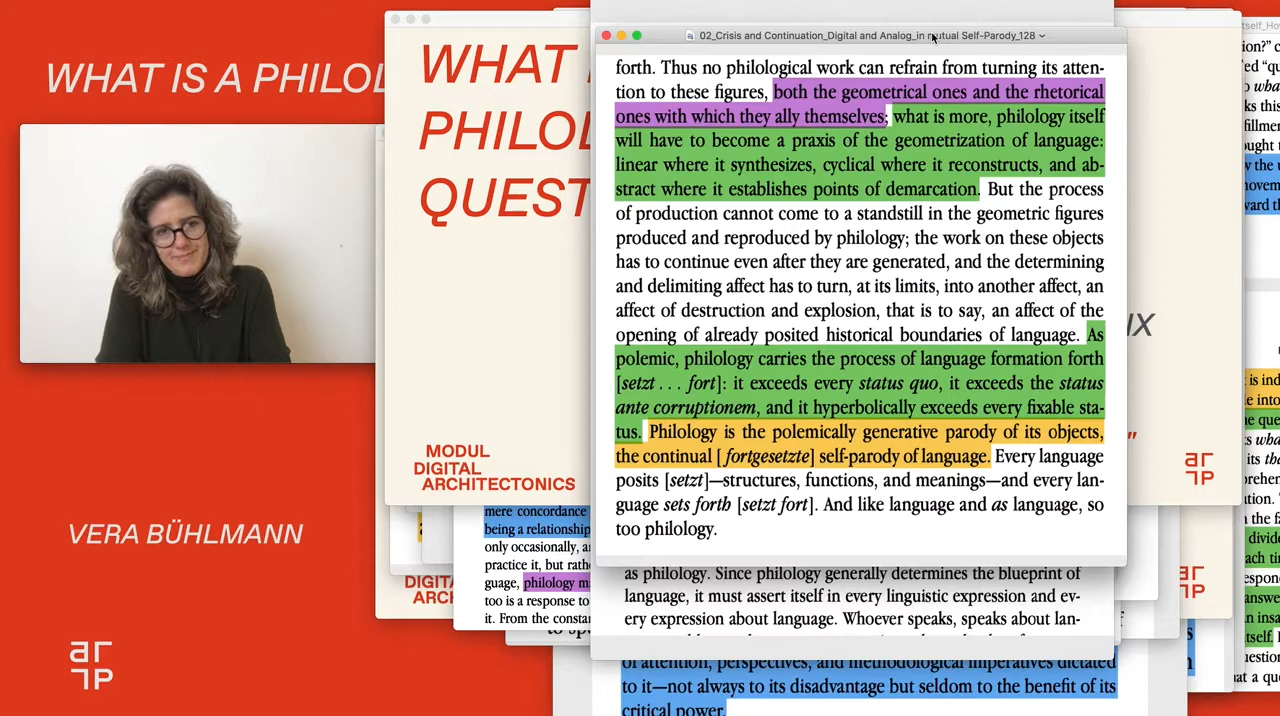 WHAT IS A PHILOL
VERA BÜHLMANN
WHAT
PHILOL
QUEST
MODUL
DIGITAL
ARCHITECTONICS
02_Crisis and Continuation_Digital and Analog_in mutual Self-Parody_128
forth. Thus no philological work can refrain from turning its atten-
tion to these figures, both the geometrical ones and the rhetorical
ones with which they ally themselves; what is more, philology itself
will have to become a praxis of the geometrization of language:
linear where it synthesizes, cyclical where it reconstructs, and ab-
stract where it establishes points of demarcation. But the process
of production cannot come to a standstill in the geometric figures
produced and reproduced by philology; the work on these objects
has to continue even after they are generated, and the determining
and delimiting affect has to turn, at its limits, into another affect, an
affect of destruction and explosion, that is to say, an affect of the
opening of already posited historical boundaries of language. As
polemic, philology carries the process of language formation forth
[setzt . . . fort]: it exceeds every status quo, it exceeds the status
ante corruptionem, and it hyperbolically exceeds every fixable sta-
tus. Philology is the polemically generative parody of its objects,
the continual [ fortgesetzte] self-parody of language. Every language
posits [setzt]—structures, functions, and meanings—and every lan-
guage sets forth [setzt fort]. And like language and as language, so
too philology.
as philology. Since philology generally determines the blueprint of
language, it must assert itself in every linguistic expression and ev-
ery expression about language. Whoever speaks, speaks about lan-
of attention, perspectives, and methodological imperatives dictated
to it—not always to its disadvantage but seldom to the benefit of its
critical power.
mere concordance
being a relationship
only occasionally, a
practice it, but rath
guage, philology m
too is a response to
it. From the consta
DIGITA
ARCH
IX
”